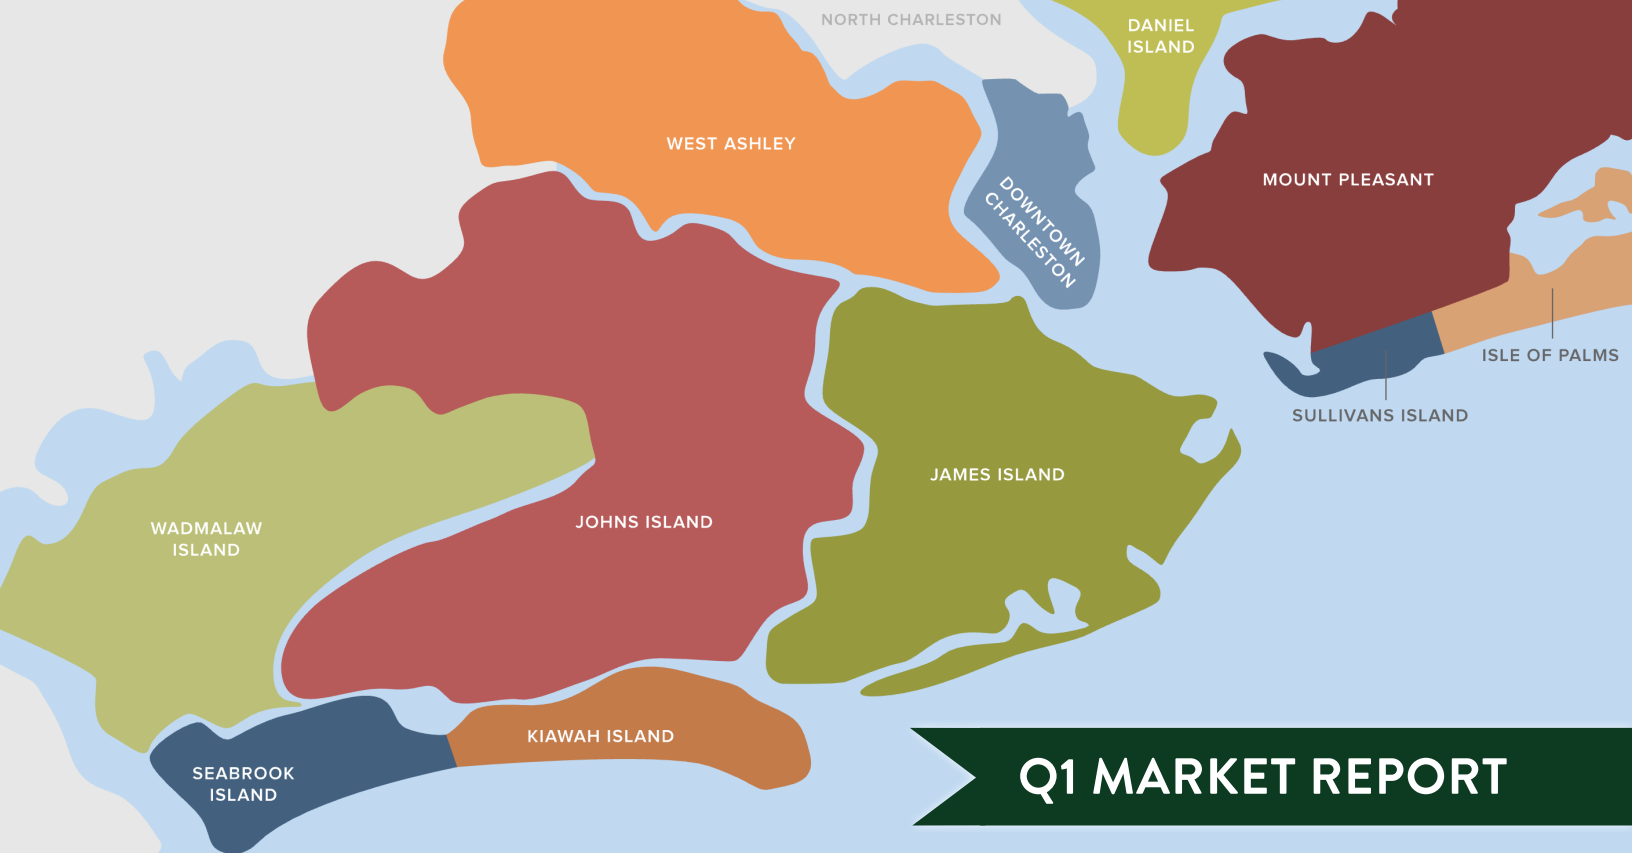 NORTH CHARLESTON
DANIEL
ISLAND
WEST ASHLEY
MOUNT PLEASANT
DOWNTOWN
CHARLESTON
ISLE OF PALMS
SULLIVANS ISLAND
JAMES ISLAND
JOHNS ISLAND
WADMALAW
ISLAND
KIAWAH ISLAND
SEABROOK
ISLAND
Q1 MARKET REPORT